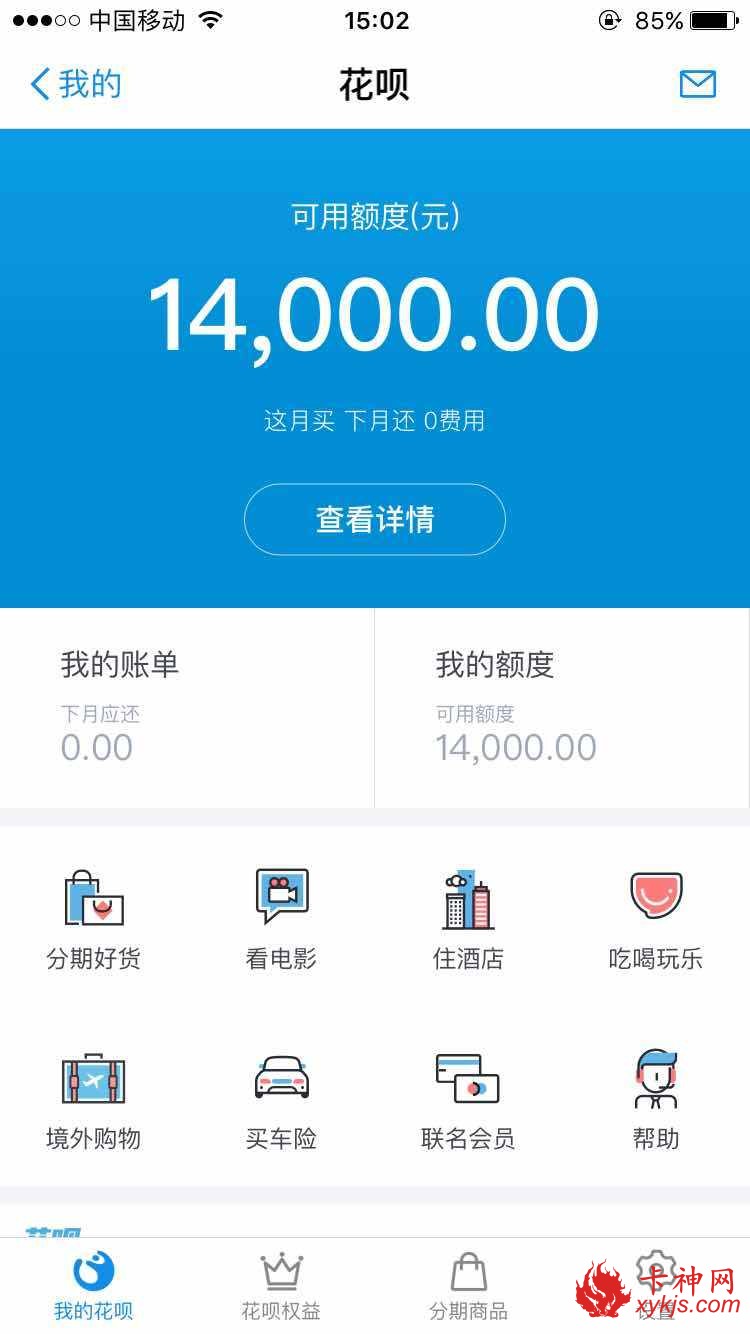 中国移动 15:02 85%
我的 花呗
可用额度(元)
14,000.00
这月买 下月还 0费用
查看详情
我的账单 我的额度
下月应还 可用额度
0.00 14,000.00
分期好货 看电影 住酒店 吃喝玩乐
境外购物 买车险 联名会员 帮助
花呗
我的花呗 花呗权益 分期商品 设置
卡神网
xykjs.com